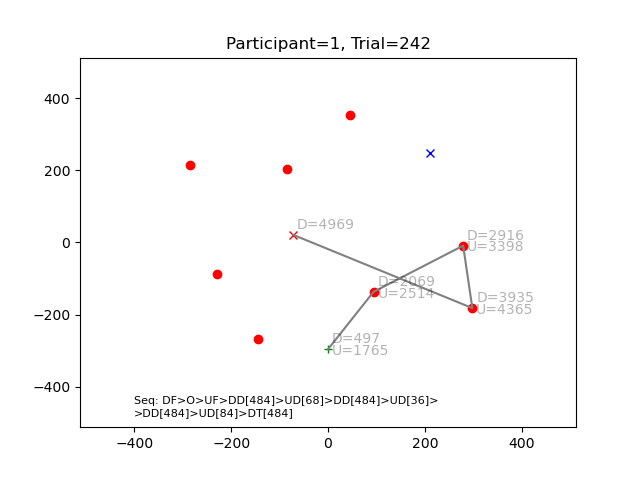 Participant=1, Trial=242
400
200
0
−200
−400
D=4969
D=2916
U=3398
D=2069
U=2514
D=3935
U=4365
D=497
U=1765
Seq: DF>O>UF>DD[484]>UD[68]>DD[484]>UD[36]>
>DD[484]>UD[84]>DT[484]
−400 −200 0 200 400